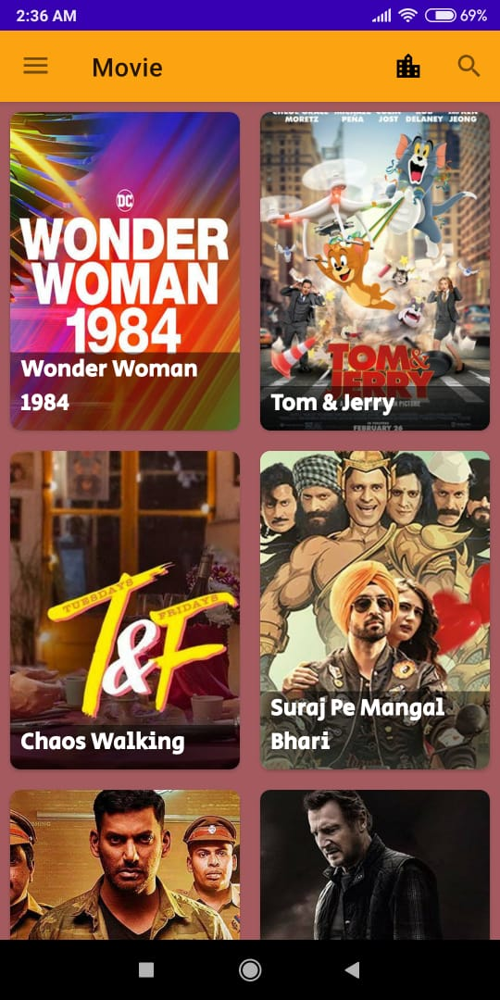 2:36 AM
69%
Movie
DC
WONDER
WOMAN
1984
Wonder Woman
1984
CHLOË GRACE MICHAEL COLIN ROB KEN
MORETZ PEÑA JOST DELANEY JEONG
TOM&
JERRY
PICTURE
FEBRUARY 26
Tom & Jerry
TUESDAYS
T&F
FRIDAYS
Chaos Walking
Suraj Pe Mangal
Bhari